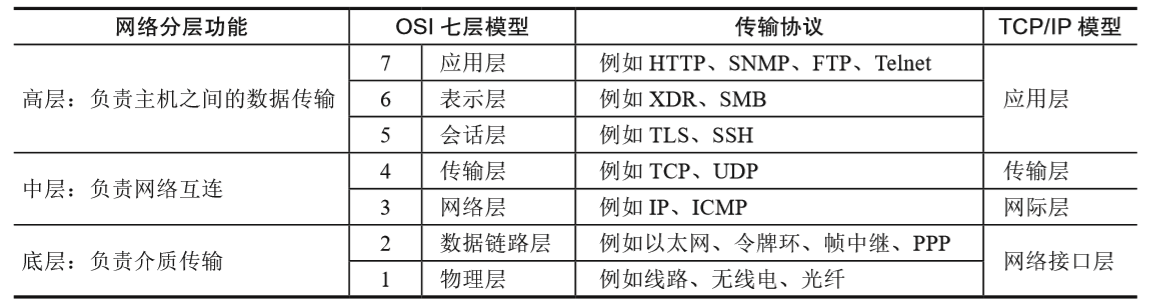 网络分层功能 OSI 七层模型 传输协议 TCP/IP 模型
7 应用层 例如 HTTP、SNMP、FTP、Telnet
高层：负责主机之间的数据传输 6 表示层 例如 XDR、SMB 应用层
5 会话层 例如 TLS、SSH
4 传输层 例如 TCP、UDP 传输层
中层：负责网络互连
3 网络层 例如 IP、ICMP 网际层
2 数据链路层 例如以太网、令牌环、帧中继、PPP
底层：负责介质传输 网络接口层
1 物理层 例如线路、无线电、光纤